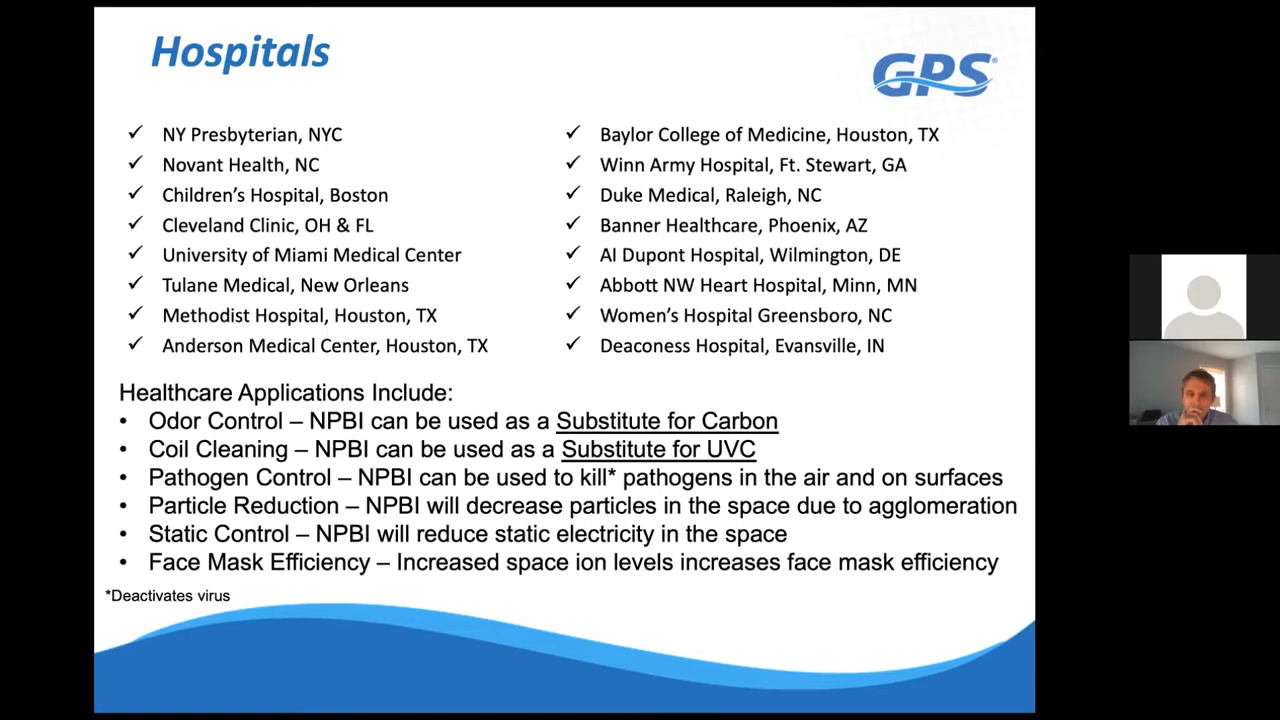 Hospitals
GPS®
✓ NY Presbyterian, NYC
✓ Novant Health, NC
✓ Children’s Hospital, Boston
✓ Cleveland Clinic, OH & FL
✓ University of Miami Medical Center
✓ Tulane Medical, New Orleans
✓ Methodist Hospital, Houston, TX
✓ Anderson Medical Center, Houston, TX
✓ Baylor College of Medicine, Houston, TX
✓ Winn Army Hospital, Ft. Stewart, GA
✓ Duke Medical, Raleigh, NC
✓ Banner Healthcare, Phoenix, AZ
✓ AI Dupont Hospital, Wilmington, DE
✓ Abbott NW Heart Hospital, Minn, MN
✓ Women’s Hospital Greensboro, NC
✓ Deaconess Hospital, Evansville, IN
Healthcare Applications Include:
• Odor Control – NPBI can be used as a Substitute for Carbon
• Coil Cleaning – NPBI can be used as a Substitute for UVC
• Pathogen Control – NPBI can be used to kill* pathogens in the air and on surfaces
• Particle Reduction – NPBI will decrease particles in the space due to agglomeration
• Static Control – NPBI will reduce static electricity in the space
• Face Mask Efficiency – Increased space ion levels increases face mask efficiency
*Deactivates virus